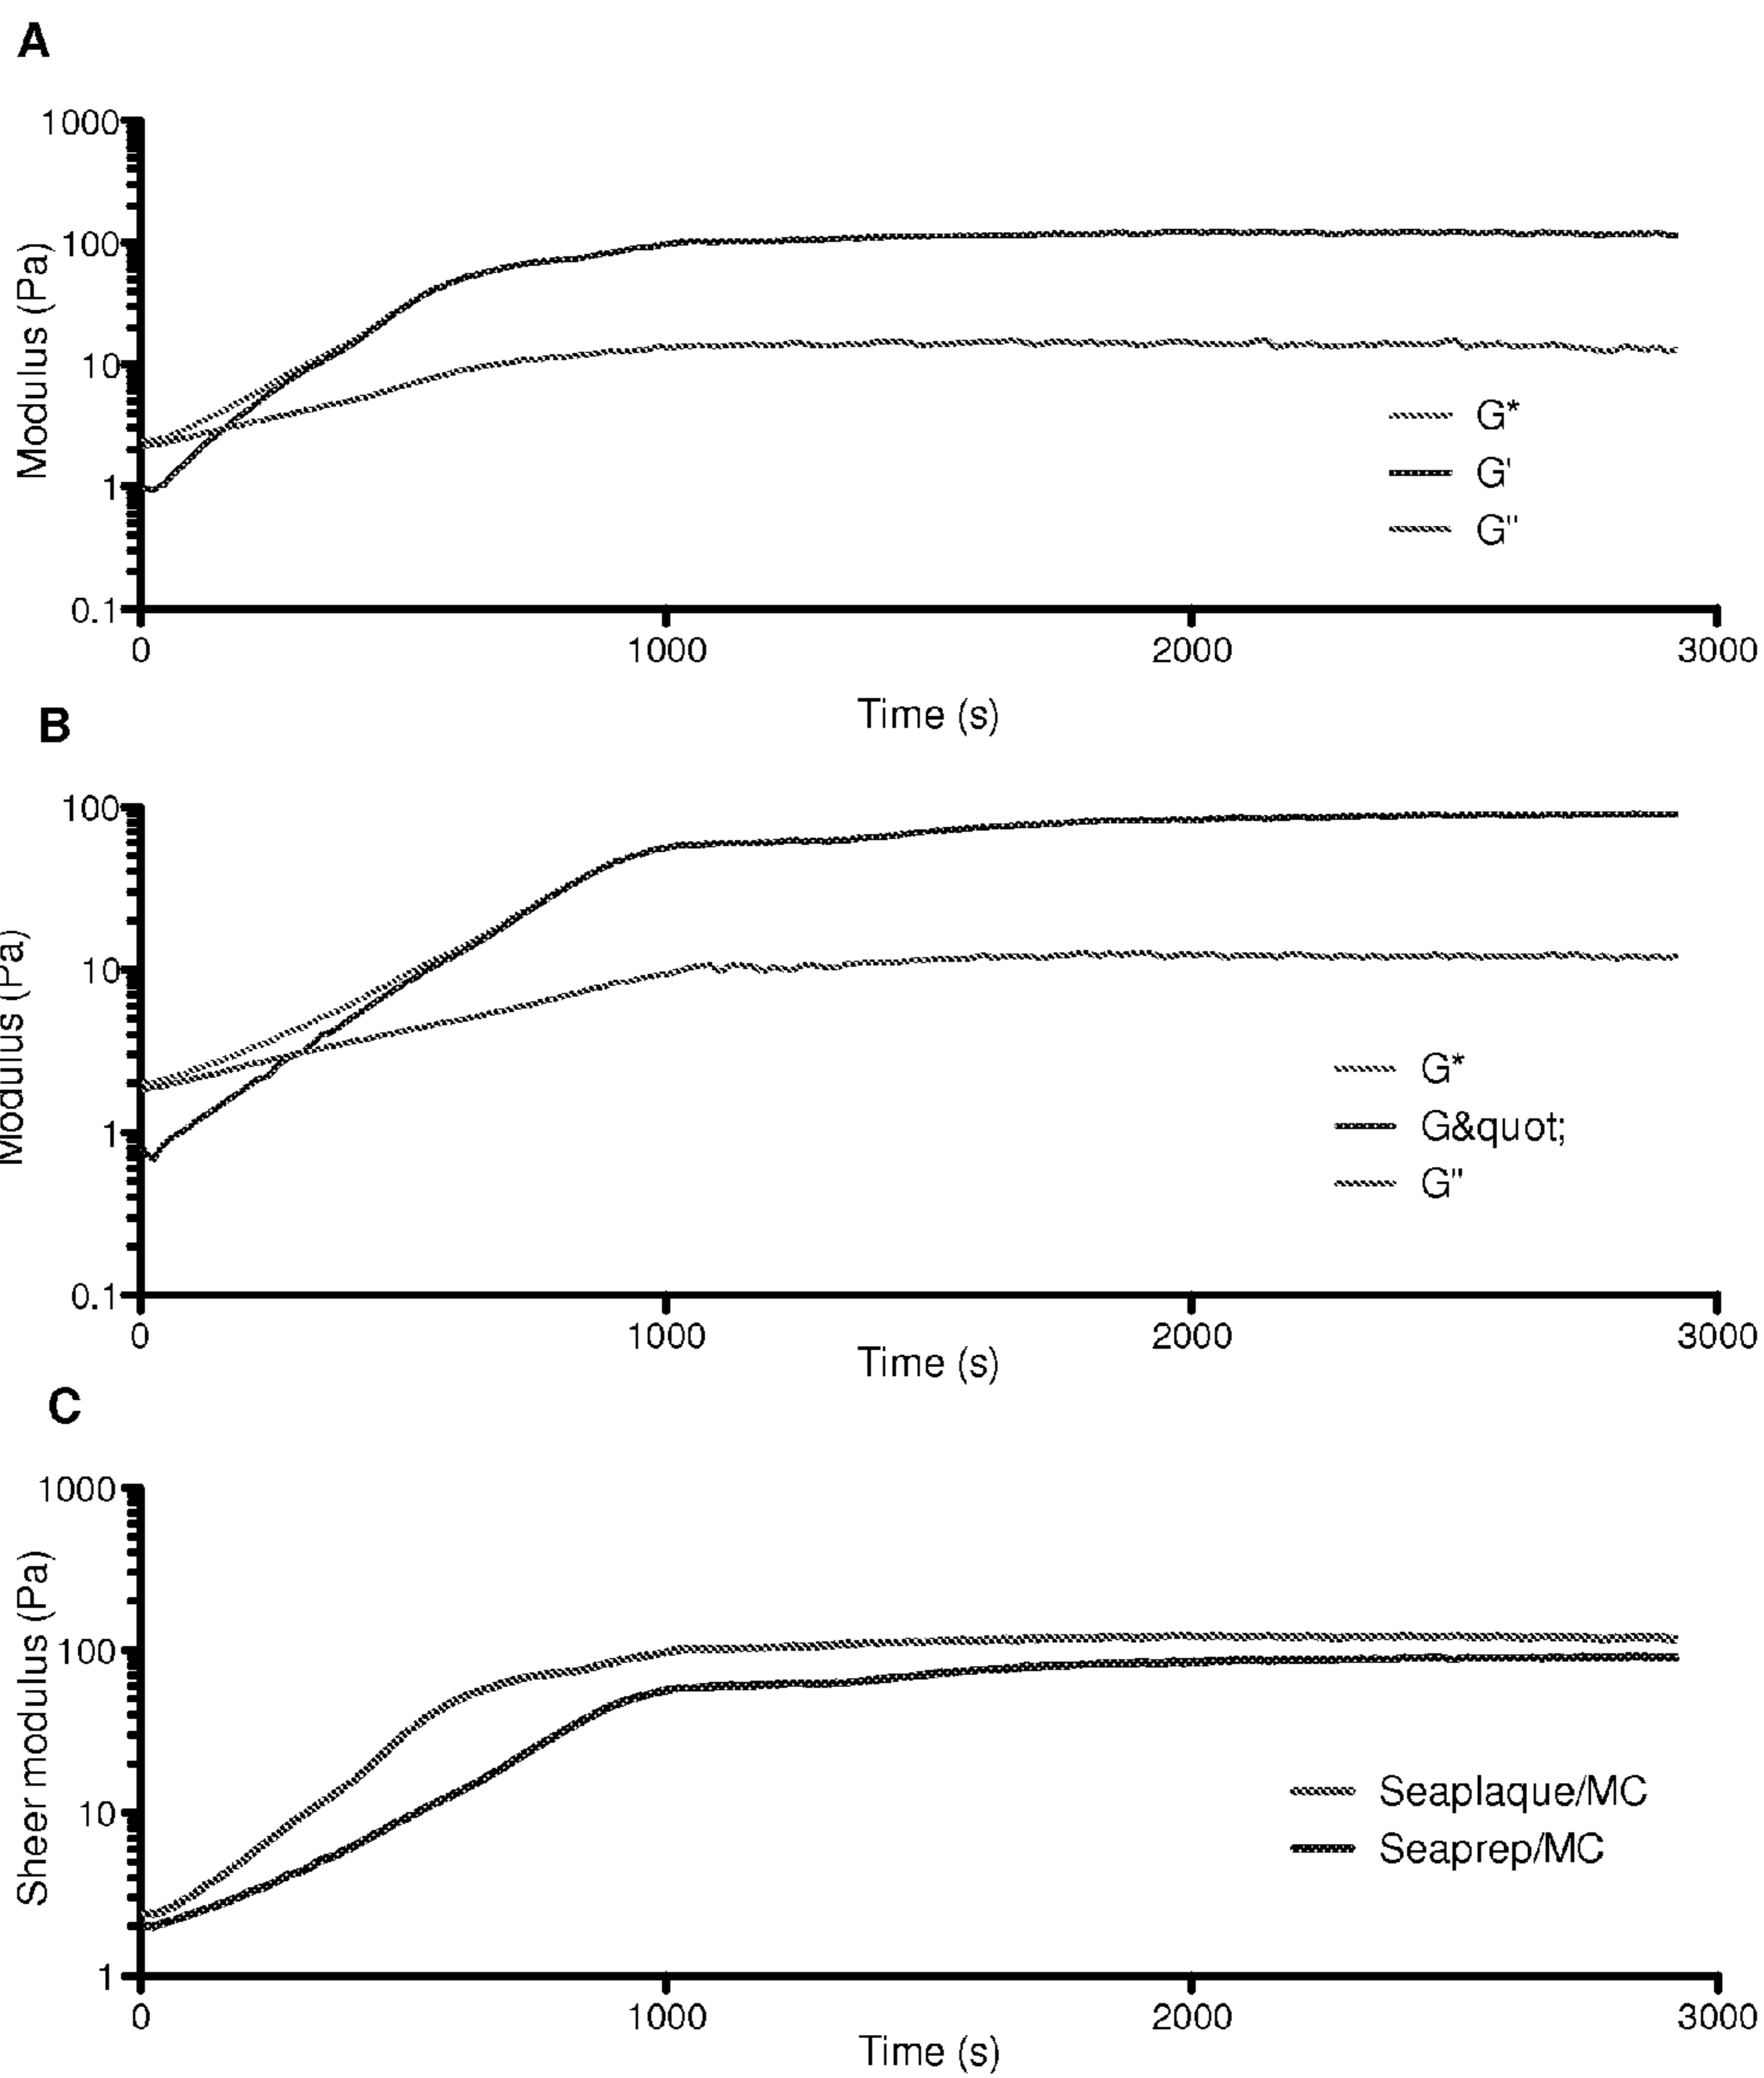 A
1000
100
10
1
0.1
Modulus (Pa)
G*
G'
G"
0 1000 2000 3000
Time (s)
B
100
10
1
0.1
Modulus (Pa)
G*
G&quot;
G"
0 1000 2000 3000
Time (s)
C
1000
100
10
1
Sheer modulus (Pa)
Seaplaque/MC
Seaprep/MC
0 1000 2000 3000
Time (s)